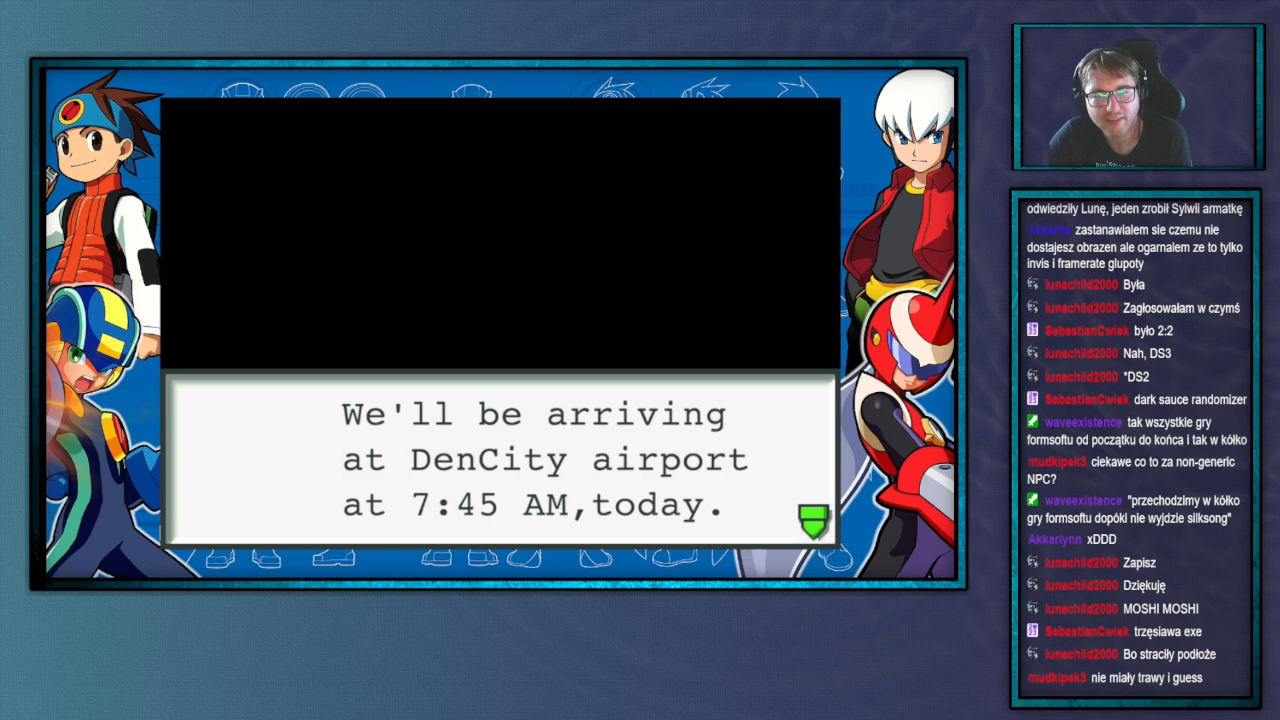 We'll be arriving
at DenCity airport
at 7:45 AM,today.
odwiedziły Lunę, jeden zrobił Sylwii armatkę
zastanawialem sie czemu nie
dostajesz obrazen ale ogarnalem ze to tylko
invis i framerate glupoty
lunachild2000 Była
lunachild2000 Zagłosowałam w czymś
SebastianCwiek było 2:2
lunachild2000 Nah, DS3
lunachild2000 *DS2
SebastianCwiek dark sauce randomizer
waveexistence tak wszystkie gry
formsoftu od początku do końca i tak w kółko
mudkipek3 ciekawe co to za non-generic
NPC?
waveexistence "przechodzimy w kółko
gry formsoftu dopóki nie wyjdzie silksong"
Akkarlynn xDDD
lunachild2000 Zapisz
lunachild2000 Dziękuję
lunachild2000 MOSHI MOSHI
SebastianCwiek trzęsiawa exe
lunachild2000 Bo straciły podłoże
mudkipek3 nie miały trawy i guess